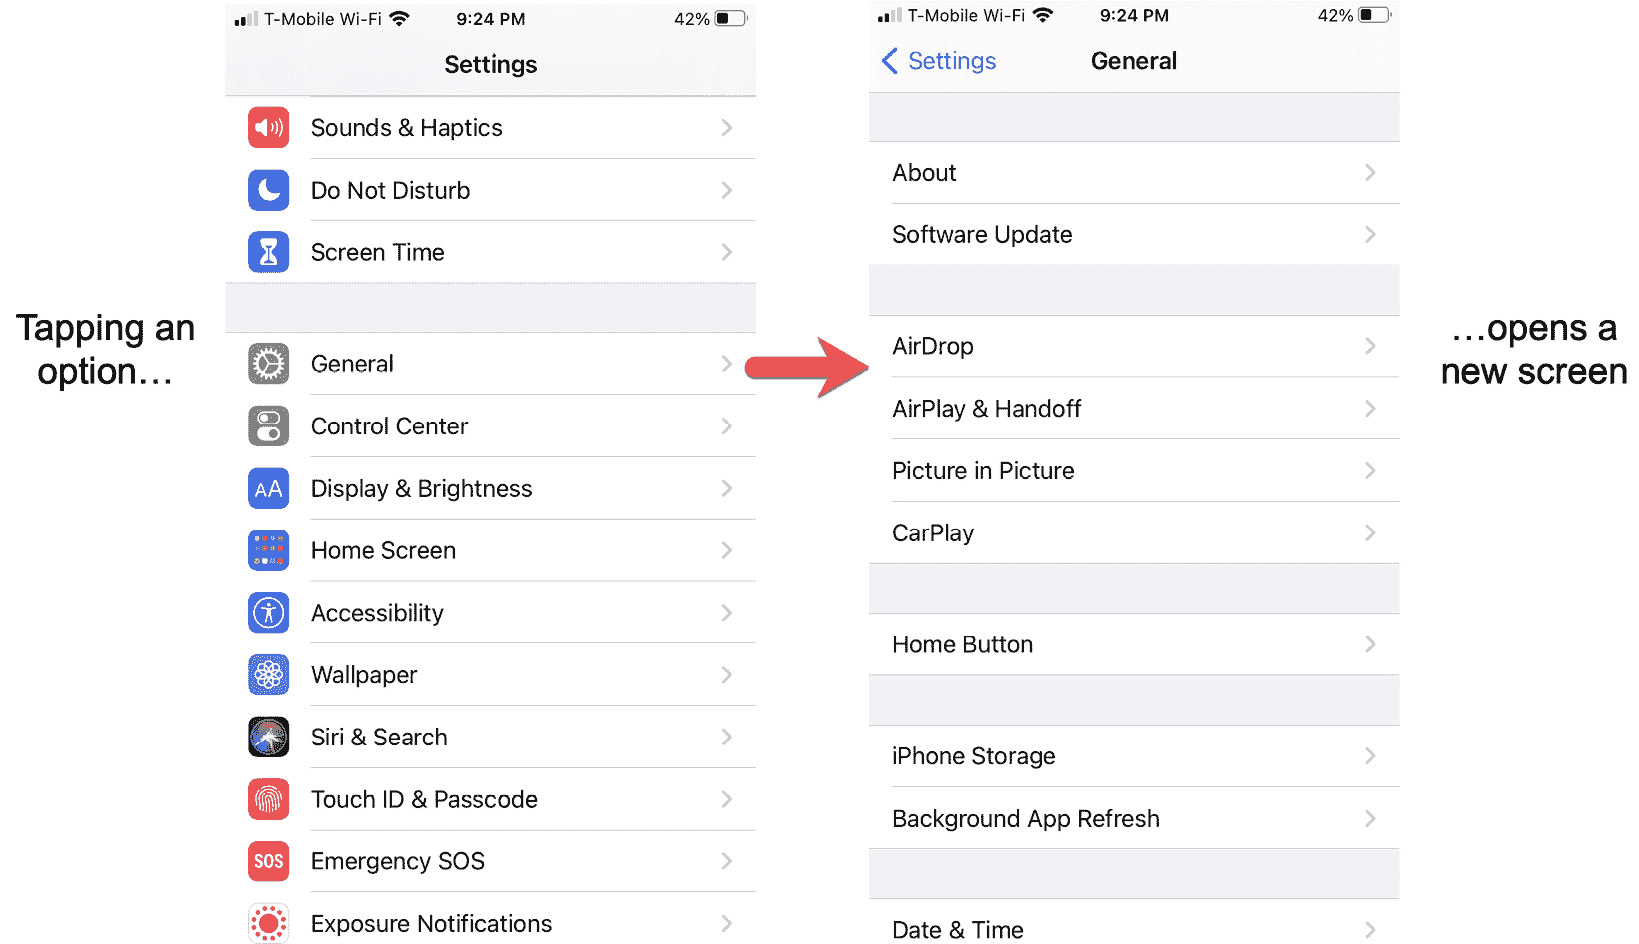 Tapping an
option…
T-Mobile Wi-Fi 9:24 PM 42%
Settings
Sounds & Haptics
Do Not Disturb
Screen Time
General
Control Center
AA Display & Brightness
Home Screen
Accessibility
Wallpaper
Siri & Search
Touch ID & Passcode
SOS Emergency SOS
Exposure Notifications
T-Mobile Wi-Fi 9:24 PM 42%
Settings General
About
Software Update
AirDrop
AirPlay & Handoff
Picture in Picture
CarPlay
Home Button
iPhone Storage
Background App Refresh
Date & Time
…opens a
new screen